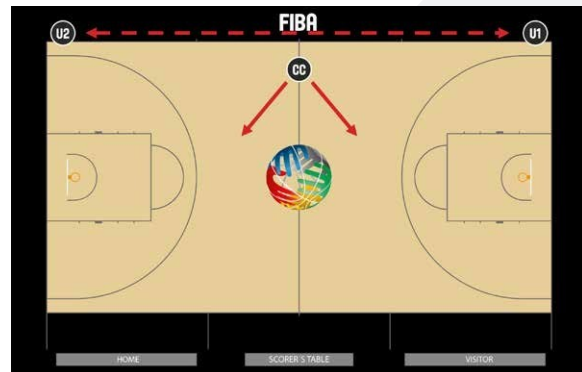 FIBA
U2
U1
CC
HOME
SCORER'S TABLE
VISITOR